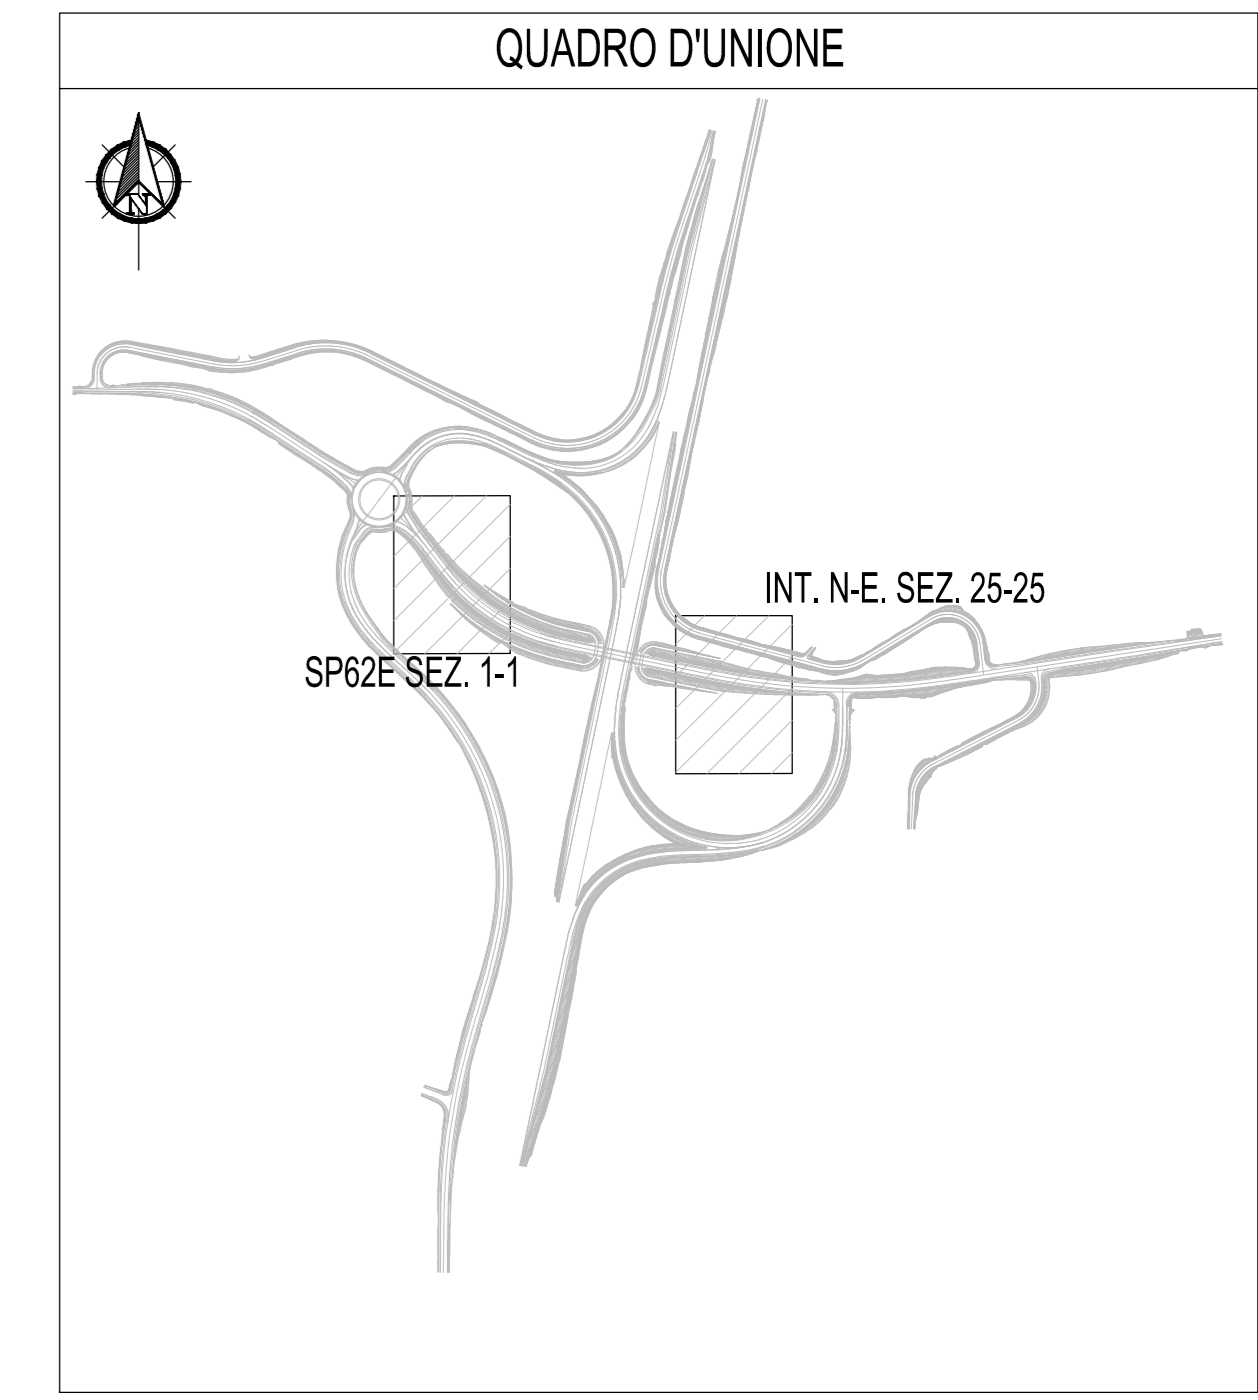 QUADRO D'UNIONE
N
INT. N-E. SEZ. 25-25
SP62E SEZ. 1-1